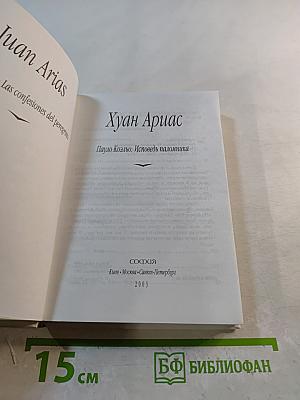 Juan Arias
Las confesiones del peregrino
Хуан Ариас
Пауло Коэльо: Исповедь паломника
СОФИЯ
Киев • Москва • Санкт-Петербург
2003
15 см
БФ БИБЛИОФАН